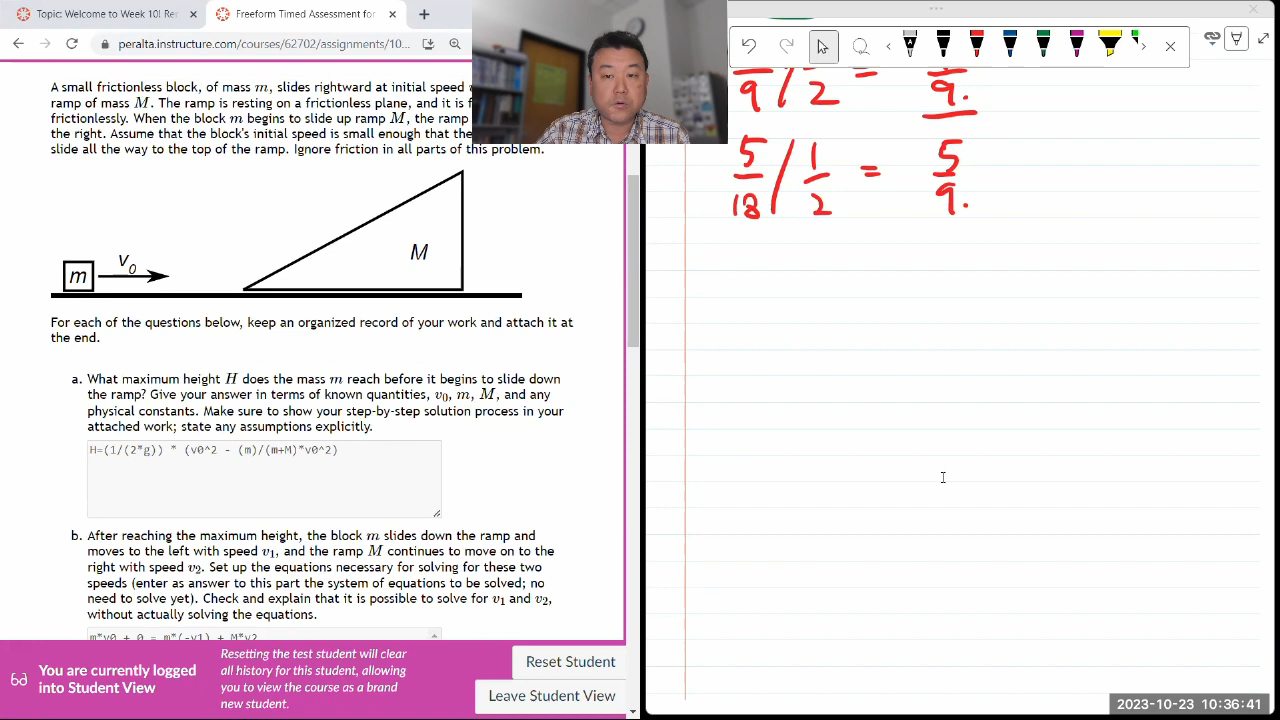 Topic: Welcome to Week 10! Re
Freeform Timed Assessment for
peralta.instructure.com/courses/62702/assignments/10...
A small frictionless block, of mass m, slides rightward at initial speed
ramp of mass M. The ramp is resting on a frictionless plane, and it is
frictionlessly. When the block m begins to slide up ramp M, the ramp
the right. Assume that the block's initial speed is small enough that the
slide all the way to the top of the ramp. Ignore friction in all parts of this problem.
m
v0
M
For each of the questions below, keep an organized record of your work and attach it at
the end.
a. What maximum height H does the mass m reach before it begins to slide down
the ramp? Give your answer in terms of known quantities, v0, m, M, and any
physical constants. Make sure to show your step-by-step solution process in your
attached work; state any assumptions explicitly.
H=(1/(2*g)) * (v0^2 - (m)/(m+M)*v0^2)
b. After reaching the maximum height, the block m slides down the ramp and
moves to the left with speed v1, and the ramp M continues to move on to the
right with speed v2. Set up the equations necessary for solving for these two
speeds (enter as answer to this part the system of equations to be solved; no
need to solve yet). Check and explain that it is possible to solve for v1 and v2,
without actually solving the equations.
m*v0 + 0 = m*(-v1) + M*v2
You are currently logged
into Student View
Resetting the test student will clear
all history for this student, allowing
you to view the course as a brand
new student.
Reset Student
Leave Student View
9 / 2 = 9.
5/18 / 1/2 = 5/9.
2023-10-23 10:36:41